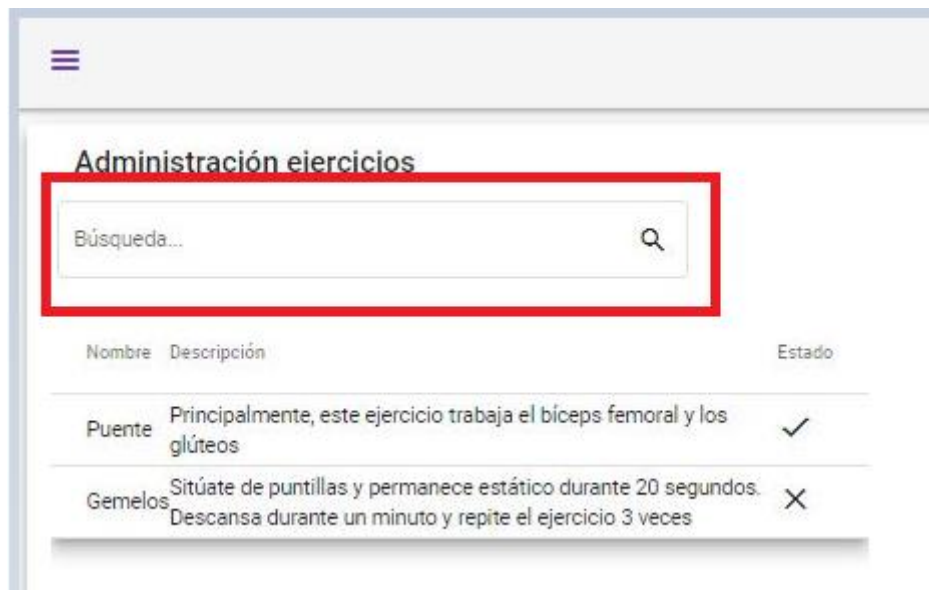 Administración ejercicios
Búsqueda...
Nombre Descripción Estado
Puente Principalmente, este ejercicio trabaja el bíceps femoral y los
glúteos
Gemelos Sitúate de puntillas y permanece estático durante 20 segundos.
Descansa durante un minuto y repite el ejercicio 3 veces